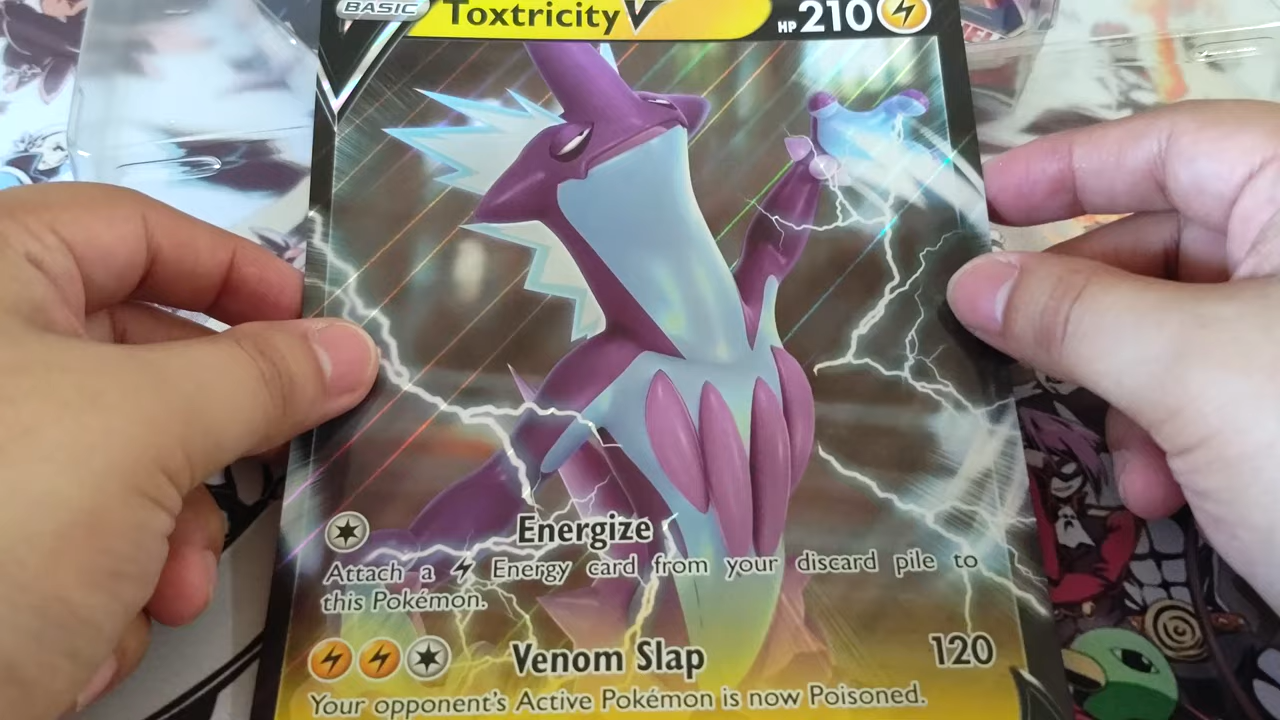 BASIC
Toxtricity V
HP 210
Energize
Attach a Energy card from your discard pile to
this Pokémon.
Venom Slap 120
Your opponent's Active Pokémon is now Poisoned.